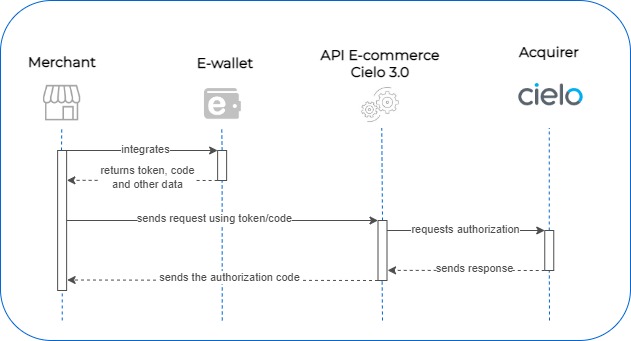 Merchant
E-wallet
API E-commerce
Cielo 3.0
Acquirer
e
cielo
integrates
returns token, code
and other data
sends request using token/code
requests authorization
sends response
sends the authorization code